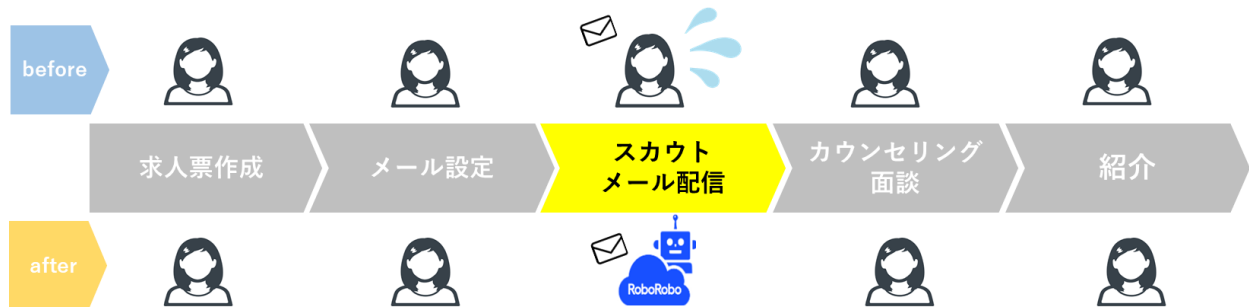 before
求人票作成
メール設定
スカウト
メール配信
カウンセリング
面談
紹介
after
RoboRobo